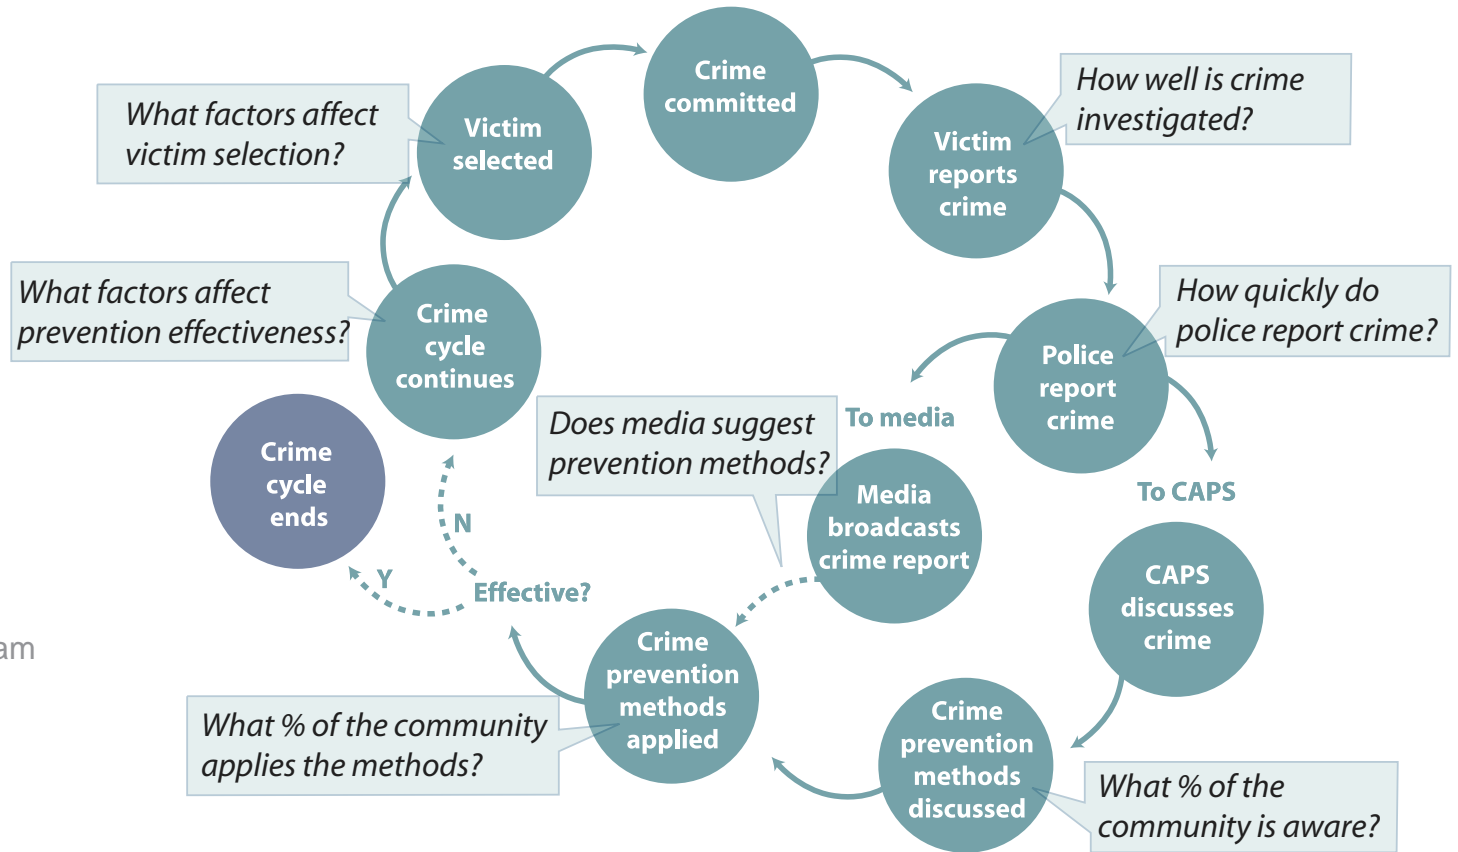 Crime
committed
What factors affect
victim selection?
Victim
selected
How well is crime
investigated?
Victim
reports
crime
What factors affect
prevention effectiveness?
Crime
cycle
continues
How quickly do
police report crime?
Police
report
crime
To media
Does media suggest
prevention methods?
Crime
cycle
ends
Media
broadcasts
crime report
To CAPS
N
Y
Effective?
CAPS
discusses
crime
am
Crime
prevention
methods
applied
What % of the community
applies the methods?
Crime
prevention
methods
discussed
What % of the
community is aware?